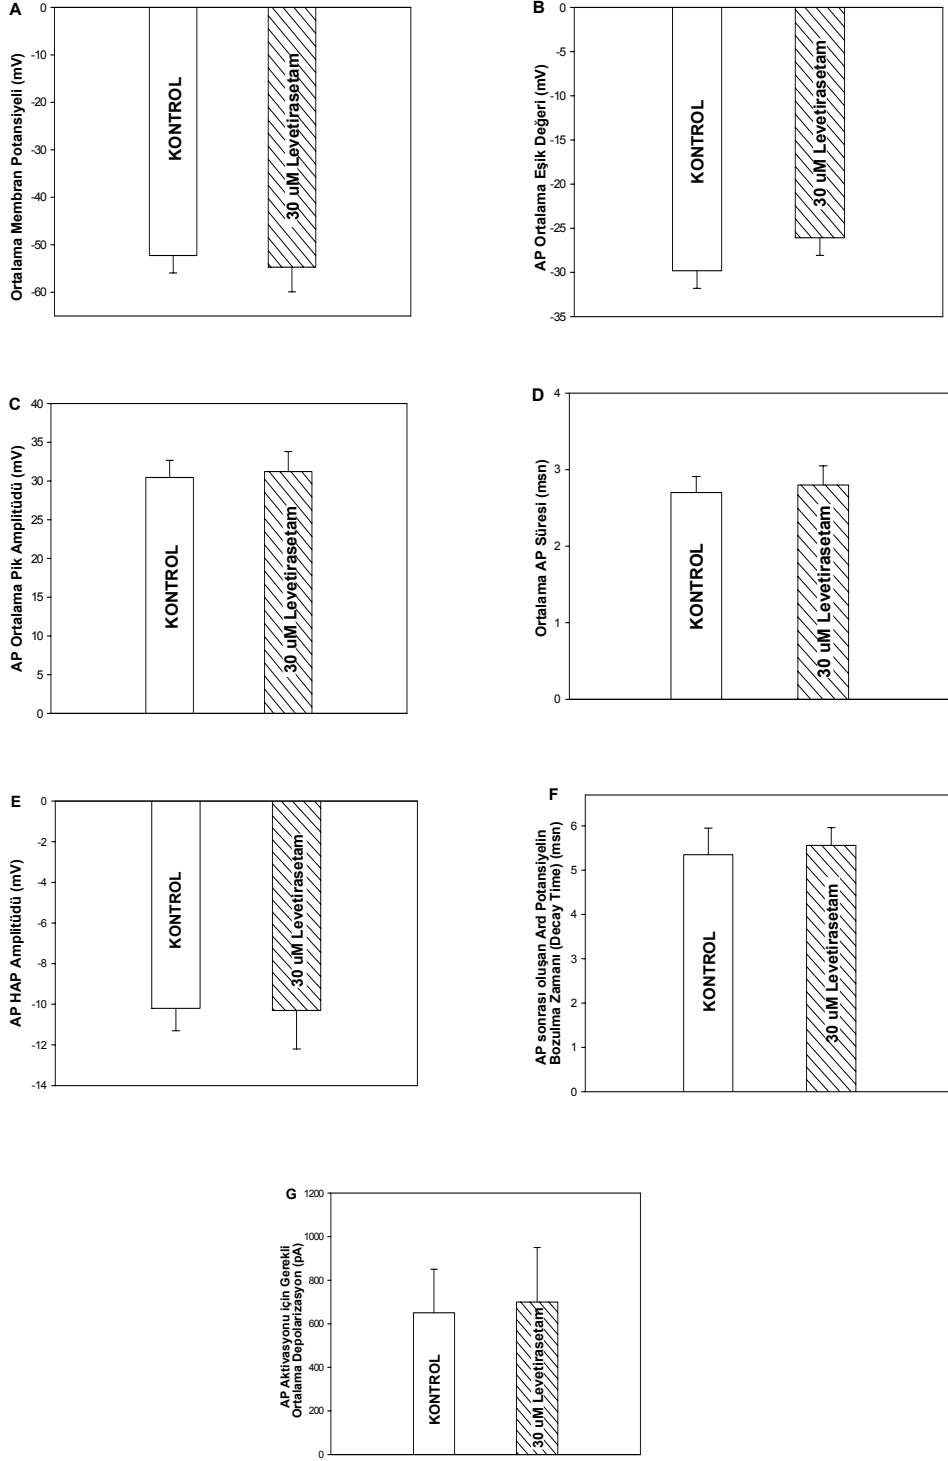 A
Ortalama Membran Potansiyeli (mV)
0
-10
-20
-30
-40
-50
-60
KONTROL
30 uM Levetirasetam
B
AP Ortalama Eşik Değeri (mV)
0
-5
-10
-15
-20
-25
-30
-35
KONTROL
30 uM Levetirasetam
C
AP Ortalama Pik Amplitüdü (mV)
40
35
30
25
20
15
10
5
0
KONTROL
30 uM Levetirasetam
D
Ortalama AP Süresi (msn)
4
3
2
1
0
KONTROL
30 uM Levetirasetam
E
AP HAP Amplitüdü (mV)
0
-2
-4
-6
-8
-10
-12
-14
KONTROL
30 uM Levetirasetam
F
AP sonrası oluşan Ard Potansiyelin
Bozulma Zamanı (Decay Time) (msn)
6
5
4
3
2
1
0
KONTROL
30 uM Levetirasetam
G
AP Aktivasyonu için Gerekli
Ortalama Depolarizasyon (pA)
1200
1000
800
600
400
200
0
KONTROL
30 uM Levetirasetam